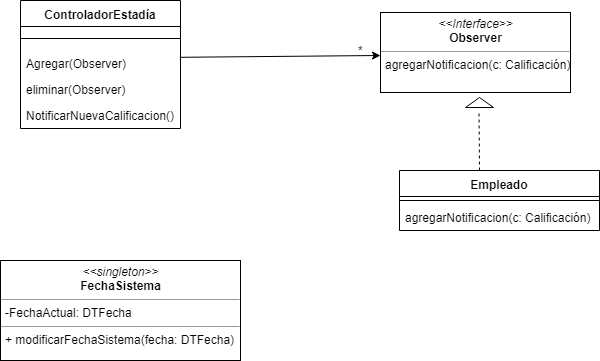 ControladorEstadía
Agregar(Observer)
eliminar(Observer)
NotificarNuevaCalificacion()
*
<<Interface>>
Observer
agregarNotificacion(c: Calificación)
Empleado
agregarNotificacion(c: Calificación)
<<singleton>>
FechaSistema
-FechaActual: DTFecha
+ modificarFechaSistema(fecha: DTFecha)